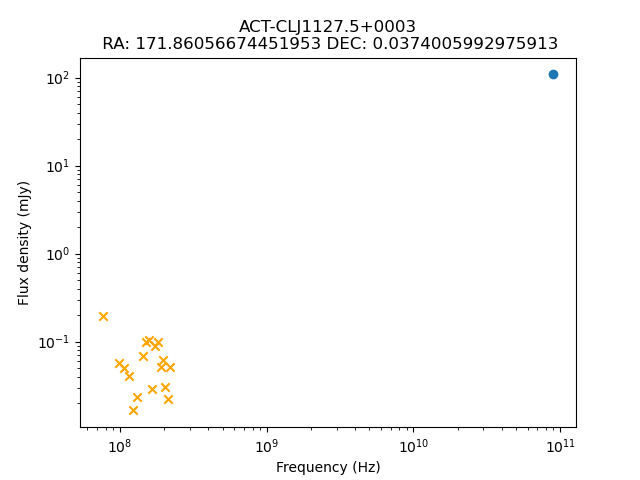 ACT-CLJ1127.5+0003
RA: 171.86056674451953 DEC: 0.0374005992975913
10²
10¹
10⁰
10⁻¹
Flux density (mJy)
10⁸
10⁹
10¹⁰
10¹¹
Frequency (Hz)